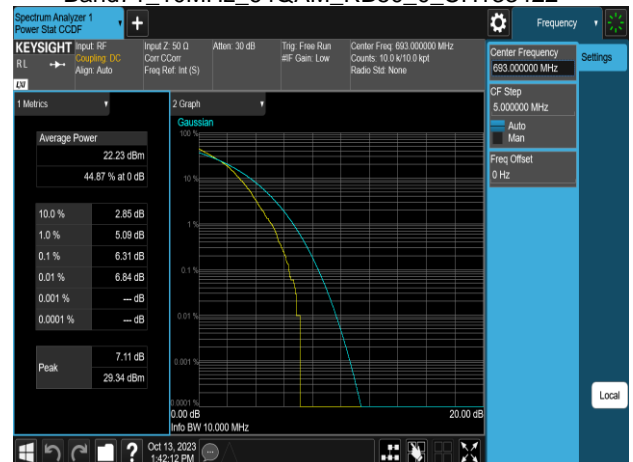 Spectrum Analyzer 1
Power Stat CCDF
Frequency
KEYSIGHT
RL
LXI
Input: RF
Coupling: DC
Align: Auto
Input Z: 50 Ω
Corr CCorr
Freq Ref: Int (S)
Atten: 30 dB
Trig: Free Run
#IF Gain: Low
Center Freq: 693.000000 MHz
Counts: 10.0 k/10.0 kpt
Radio Std: None
Center Frequency
693.000000 MHz
Settings
CF Step
5.000000 MHz
Auto
Man
Freq Offset
0 Hz
1 Metrics
Average Power
22.23 dBm
44.87 % at 0 dB
10.0 % 2.85 dB
1.0 % 5.09 dB
0.1 % 6.31 dB
0.01 % 6.84 dB
0.001 % --- dB
0.0001 % --- dB
Peak
7.11 dB
29.34 dBm
2 Graph
Gaussian
100 %
10 %
1 %
0.1 %
0.01 %
0.001 %
0.0001 %
0.00 dB
20.00 dB
Info BW 10.000 MHz
Local
?
Oct 13, 2023
1:42:12 PM